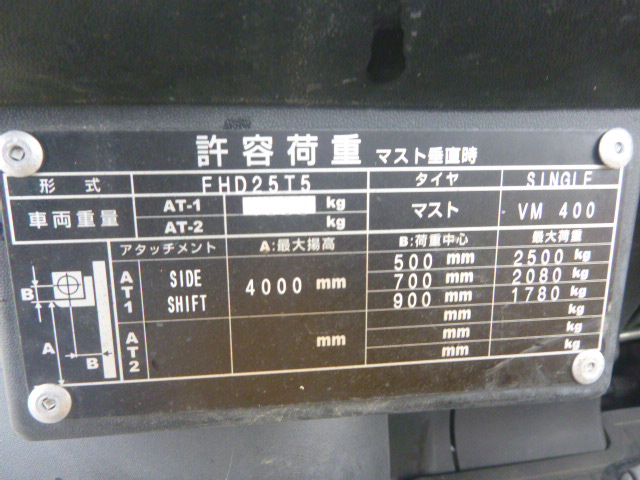 許容荷重 マスト垂直時
形式 FHD25T5 タイヤ SINGLE
車両重量 AT-1 kg マスト VM 400
AT-2 kg
アタッチメント A:最大揚高 B:荷重中心 最大荷重
AT1 SIDE SHIFT 4000 mm 500 mm 2500 kg
700 mm 2080 kg
900 mm 1780 kg
AT2 mm mm kg
mm kg
B
A
B